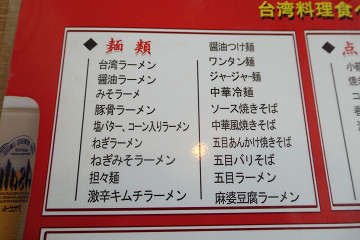 台湾料理食べ
◆ 麺類
台湾ラーメン
醤油ラーメン
みそラーメ
豚骨ラーメン
塩バター、コーン入りラーメン
ねぎラーメン
ねぎみそラーメン
担々麺
激辛キムチラーメン
醤油つけ麺
ワンタン麺
ジャージャー麺
中華冷麺
ソース焼きそば
中華風焼きそば
五目あんかけ焼きそば
五目バリそば
五目ラーメン
麻婆豆腐ラーメン
◆ 点